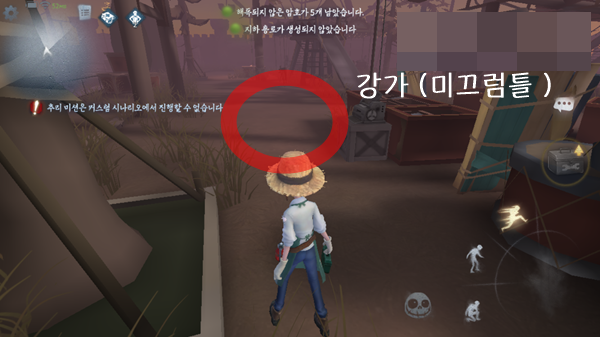 해독되지 않은 암호가 5개 남았습니다.
지하 통로가 생성되지 않았습니다
강가 (미끄럼틀 )
추리 미션은 커스텀 시나리오에서 진행할 수 없습니다